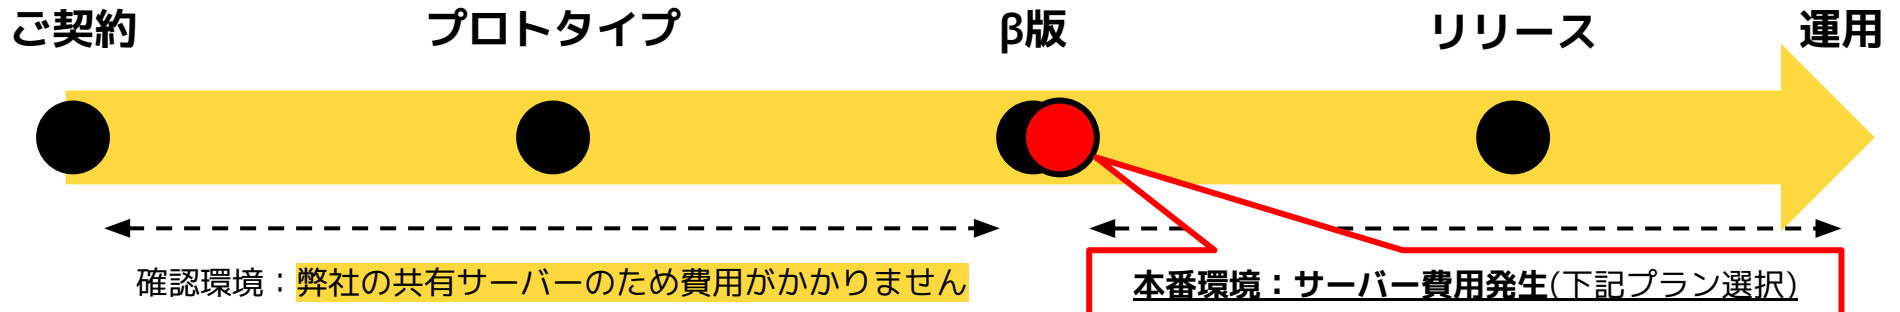 ご契約
プロトタイプ
β版
リリース
運用
確認環境：弊社の共有サーバーのため費用がかかりません
本番環境：サーバー費用発生(下記プラン選択)